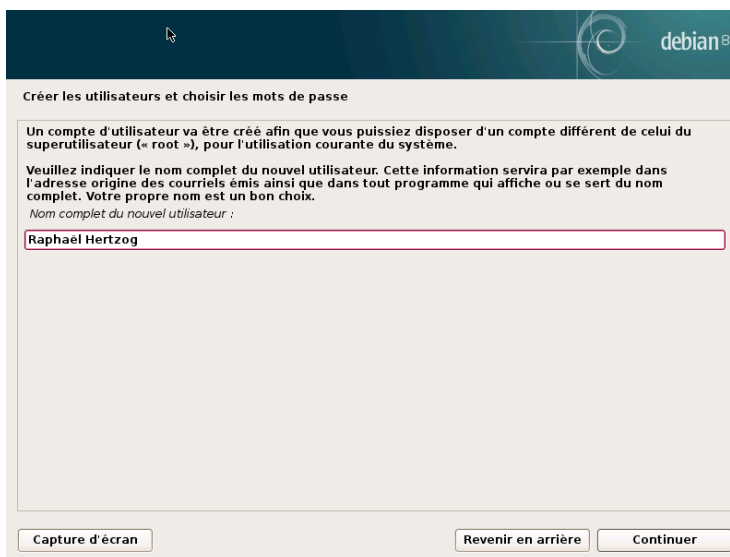 debian 8
Créer les utilisateurs et choisir les mots de passe
Un compte d'utilisateur va être créé afin que vous puissiez disposer d'un compte différent de celui du
superutilisateur (« root »), pour l'utilisation courante du système.
Veuillez indiquer le nom complet du nouvel utilisateur. Cette information servira par exemple dans
l'adresse origine des courriels émis ainsi que dans tout programme qui affiche ou se sert du nom
complet. Votre propre nom est un bon choix.
Nom complet du nouvel utilisateur :
Raphaël Hertzog
Capture d'écran
Revenir en arrière
Continuer